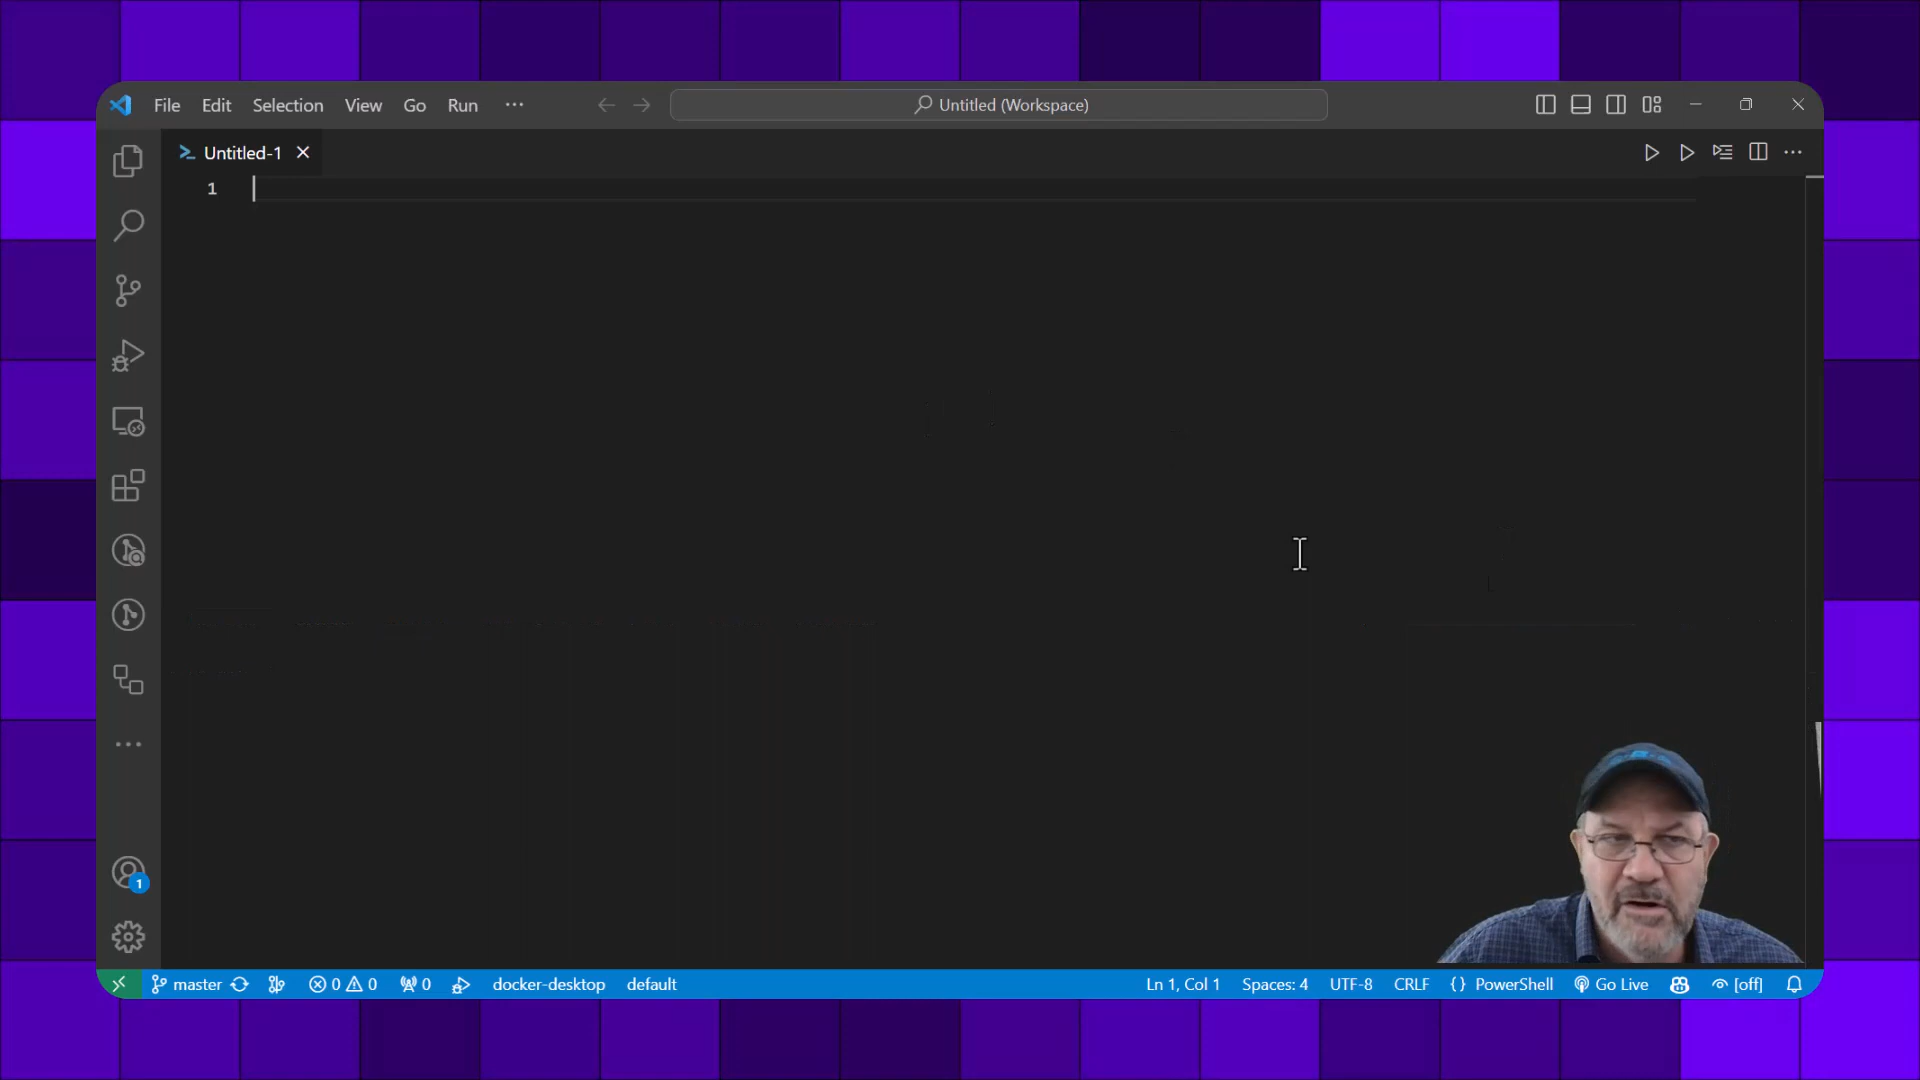 File Edit Selection View Go Run ···
Untitled (Workspace)
Untitled-1
1
1
master 0 0 0 docker-desktop default Ln 1, Col 1 Spaces: 4 UTF-8 CRLF {} PowerShell Go Live [off]